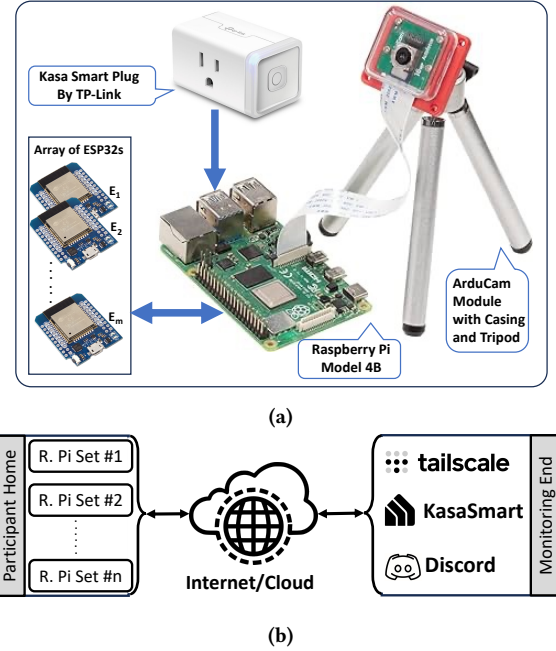 Kasa Smart Plug
By TP-Link
Array of ESP32s
E1
E2
Em
Raspberry Pi
Model 4B
ArduCam
Module
with Casing
and Tripod
(a)
Participant Home
R. Pi Set #1
R. Pi Set #2
R. Pi Set #n
Internet/Cloud
tailscale
KasaSmart
Discord
Monitoring End
(b)